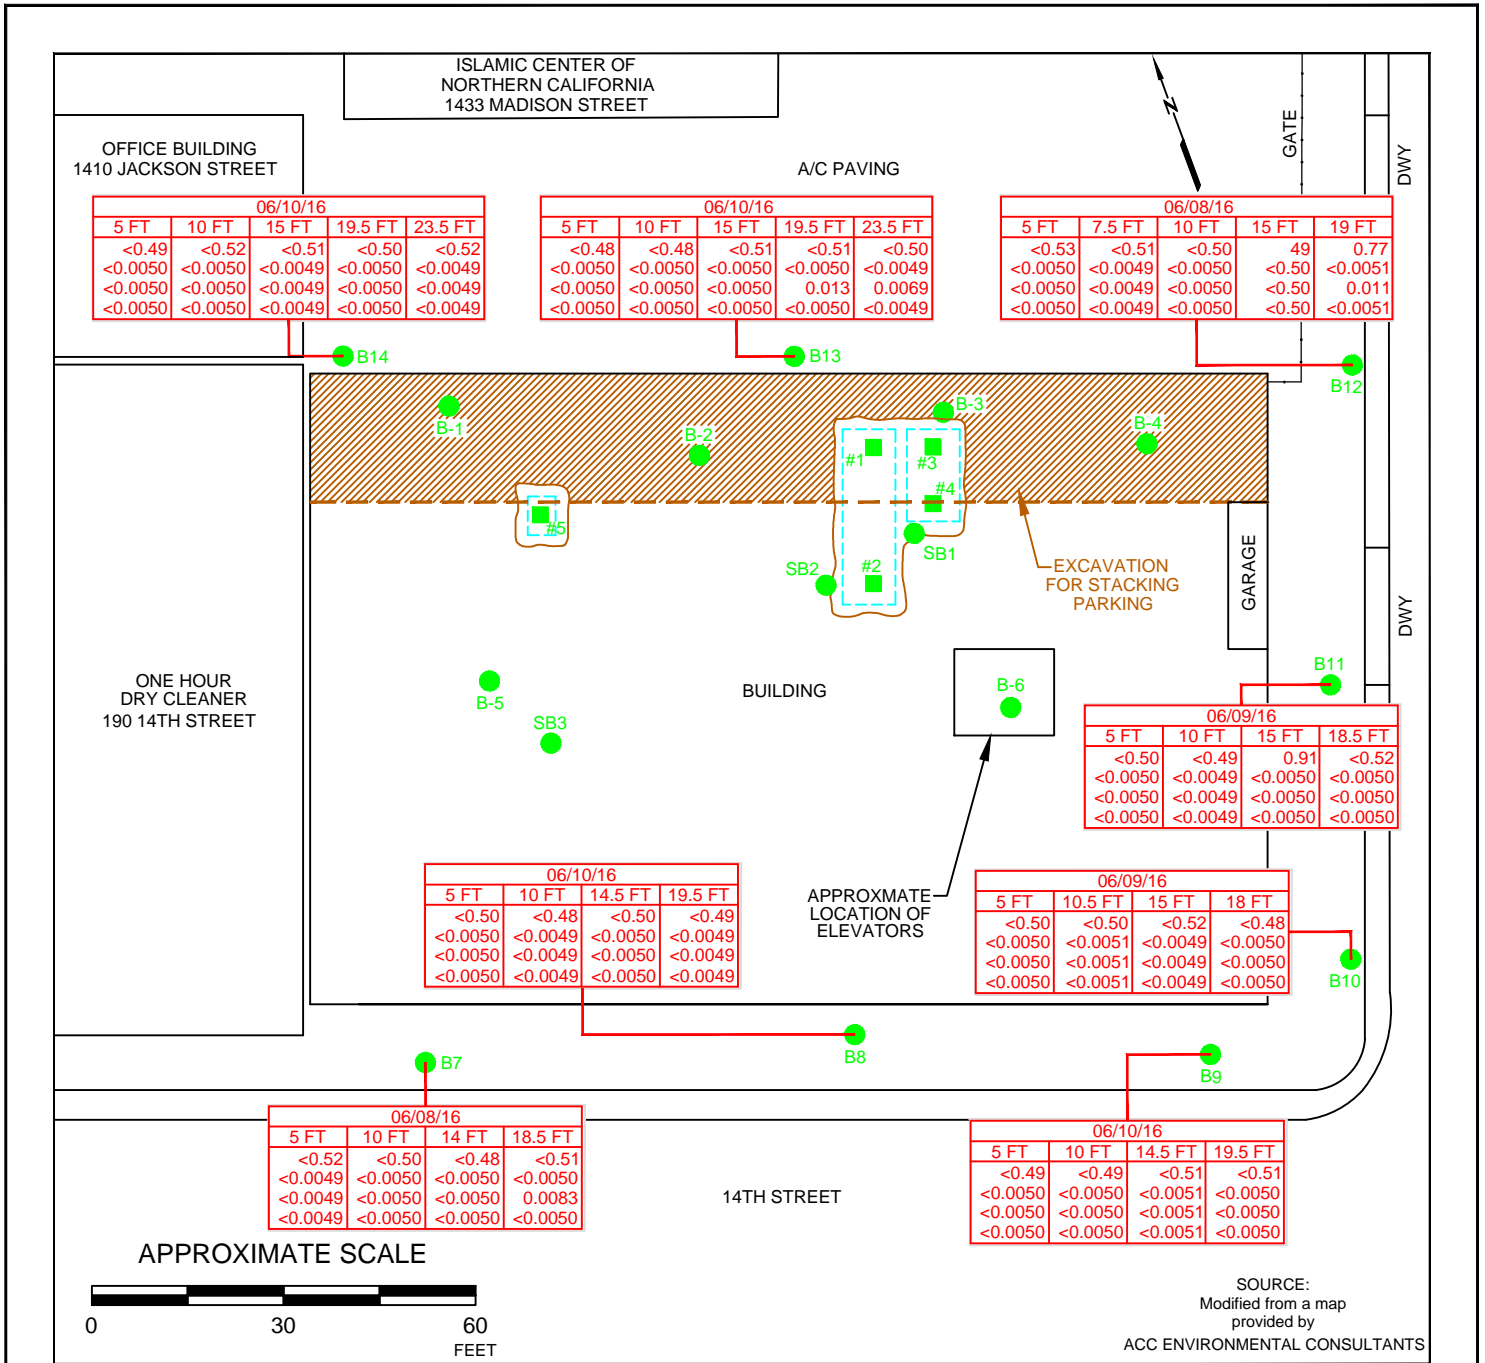 ISLAMIC CENTER OF
NORTHERN CALIFORNIA
1433 MADISON STREET
OFFICE BUILDING
1410 JACKSON STREET
A/C PAVING
N
GATE
DWY
06/10/16
5 FT 10 FT 15 FT 19.5 FT 23.5 FT
<0.49 <0.52 <0.51 <0.50 <0.52
<0.0050 <0.0050 <0.0049 <0.0050 <0.0049
<0.0050 <0.0050 <0.0049 <0.0050 <0.0049
<0.0050 <0.0050 <0.0049 <0.0050 <0.0049
B14
06/10/16
5 FT 10 FT 15 FT 19.5 FT 23.5 FT
<0.48 <0.48 <0.51 <0.51 <0.50
<0.0050 <0.0050 <0.0050 <0.0050 <0.0049
<0.0050 <0.0050 <0.0050 0.013 0.0069
<0.0050 <0.0050 <0.0050 <0.0050 <0.0049
B13
06/08/16
5 FT 7.5 FT 10 FT 15 FT 19 FT
<0.53 <0.51 <0.50 49 0.77
<0.0050 <0.0049 <0.0050 <0.50 <0.0051
<0.0050 <0.0049 <0.0050 <0.50 0.011
<0.0050 <0.0049 <0.0050 <0.50 <0.0051
B12
B-1
B-2
B-3
B-4
#1
#3
#4
#5
SB1
SB2
#2
EXCAVATION
FOR STACKING
PARKING
GARAGE
DWY
ONE HOUR
DRY CLEANER
190 14TH STREET
B-5
SB3
BUILDING
B-6
B11
06/09/16
5 FT 10 FT 15 FT 18.5 FT
<0.50 <0.49 0.91 <0.52
<0.0050 <0.0049 <0.0050 <0.0050
<0.0050 <0.0049 <0.0050 <0.0050
<0.0050 <0.0049 <0.0050 <0.0050
APPROXMATE
LOCATION OF
ELEVATORS
06/10/16
5 FT 10 FT 14.5 FT 19.5 FT
<0.50 <0.48 <0.50 <0.49
<0.0050 <0.0049 <0.0050 <0.0049
<0.0050 <0.0049 <0.0050 <0.0049
<0.0050 <0.0049 <0.0050 <0.0049
B8
06/09/16
5 FT 10.5 FT 15 FT 18 FT
<0.50 <0.50 <0.52 <0.48
<0.0050 <0.0051 <0.0049 <0.0050
<0.0050 <0.0051 <0.0049 <0.0050
<0.0050 <0.0051 <0.0049 <0.0050
B10
B7
B9
06/08/16
5 FT 10 FT 14 FT 18.5 FT
<0.52 <0.50 <0.48 <0.51
<0.0049 <0.0050 <0.0050 <0.0050
<0.0049 <0.0050 <0.0050 0.0083
<0.0049 <0.0050 <0.0050 <0.0050
14TH STREET
06/10/16
5 FT 10 FT 14.5 FT 19.5 FT
<0.49 <0.49 <0.51 <0.51
<0.0050 <0.0050 <0.0051 <0.0050
<0.0050 <0.0050 <0.0051 <0.0050
<0.0050 <0.0050 <0.0051 <0.0050
APPROXIMATE SCALE
0 30 60
FEET
SOURCE:
Modified from a map
provided by
ACC ENVIRONMENTAL CONSULTANTS